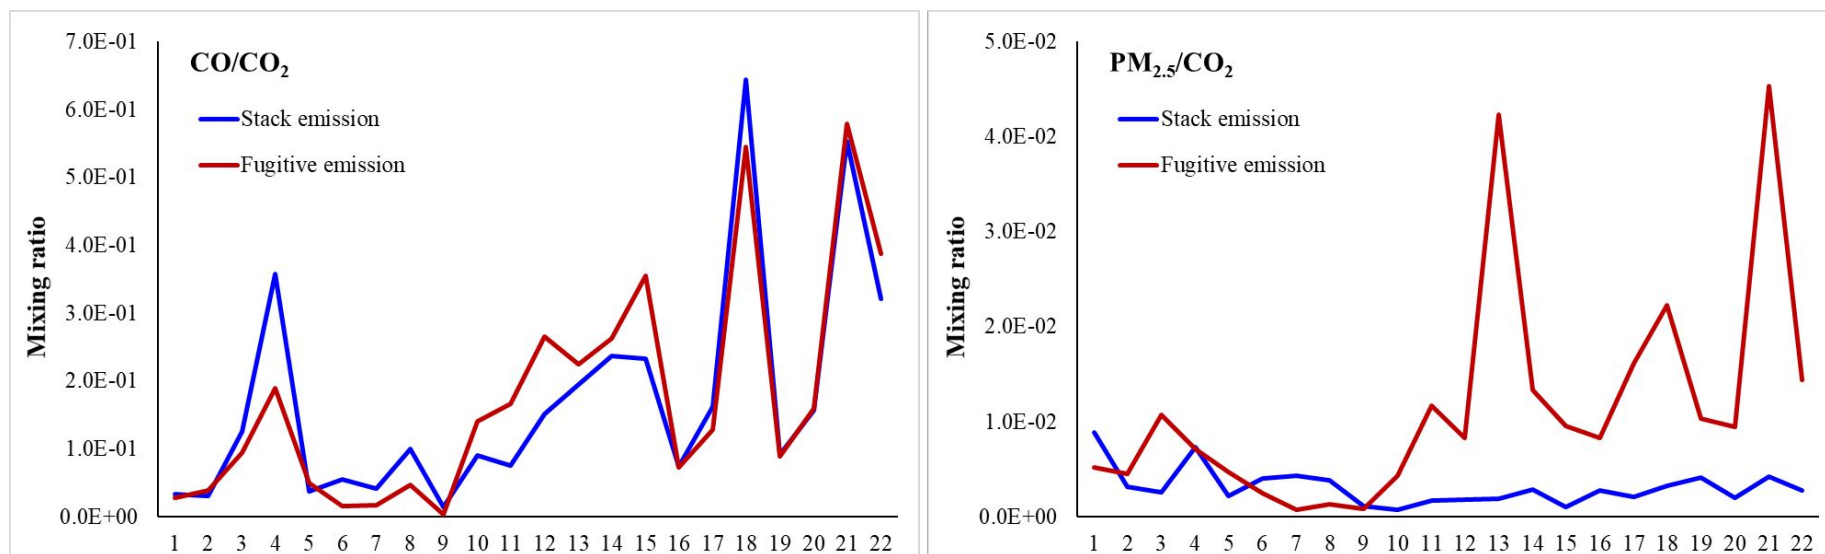 CO/CO₂
Stack emission
Fugitive emission
Mixing ratio
7.0E-01
6.0E-01
5.0E-01
4.0E-01
3.0E-01
2.0E-01
1.0E-01
0.0E+00
1 2 3 4 5 6 7 8 9 10 11 12 13 14 15 16 17 18 19 20 21 22
PM₂.₅/CO₂
Stack emission
Fugitive emission
Mixing ratio
5.0E-02
4.0E-02
3.0E-02
2.0E-02
1.0E-02
0.0E+00
1 2 3 4 5 6 7 8 9 10 11 12 13 14 15 16 17 18 19 20 21 22